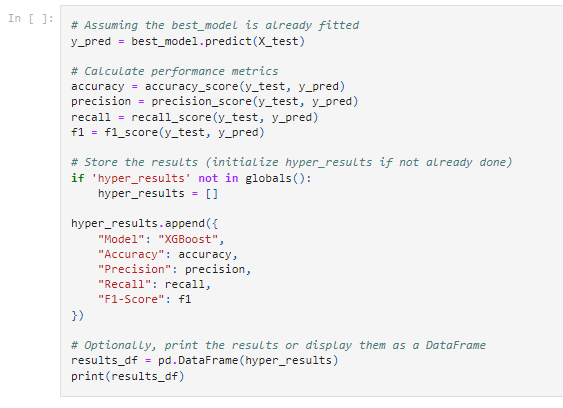 In [ ]:
# Assuming the best_model is already fitted
y_pred = best_model.predict(X_test)
# Calculate performance metrics
accuracy = accuracy_score(y_test, y_pred)
precision = precision_score(y_test, y_pred)
recall = recall_score(y_test, y_pred)
f1 = f1_score(y_test, y_pred)
# Store the results (initialize hyper_results if not already done)
if 'hyper_results' not in globals():
    hyper_results = []
hyper_results.append({
    "Model": "XGBoost",
    "Accuracy": accuracy,
    "Precision": precision,
    "Recall": recall,
    "F1-Score": f1
})
# Optionally, print the results or display them as a DataFrame
results_df = pd.DataFrame(hyper_results)
print(results_df)